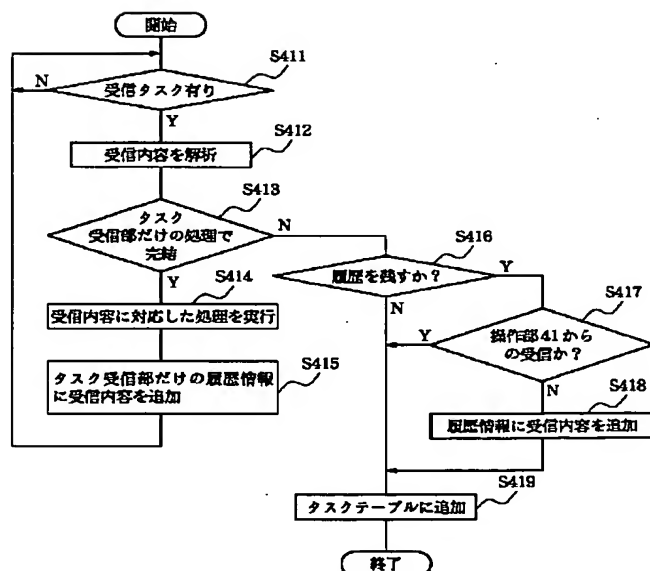 開始
S411
N
受信タスク有り
Y
S412
受信内容を解析
S413
タスク
受信部だけの処理で
完結
N
Y
S414
受信内容に対応した処理を実行
S415
タスク受信部だけの履歴情報
に受信内容を追加
S416
履歴を残すか?
Y
N
S417
操作部41から
の受信か?
Y
N
S418
履歴情報に受信内容を追加
S419
タスクテーブルに追加
終了